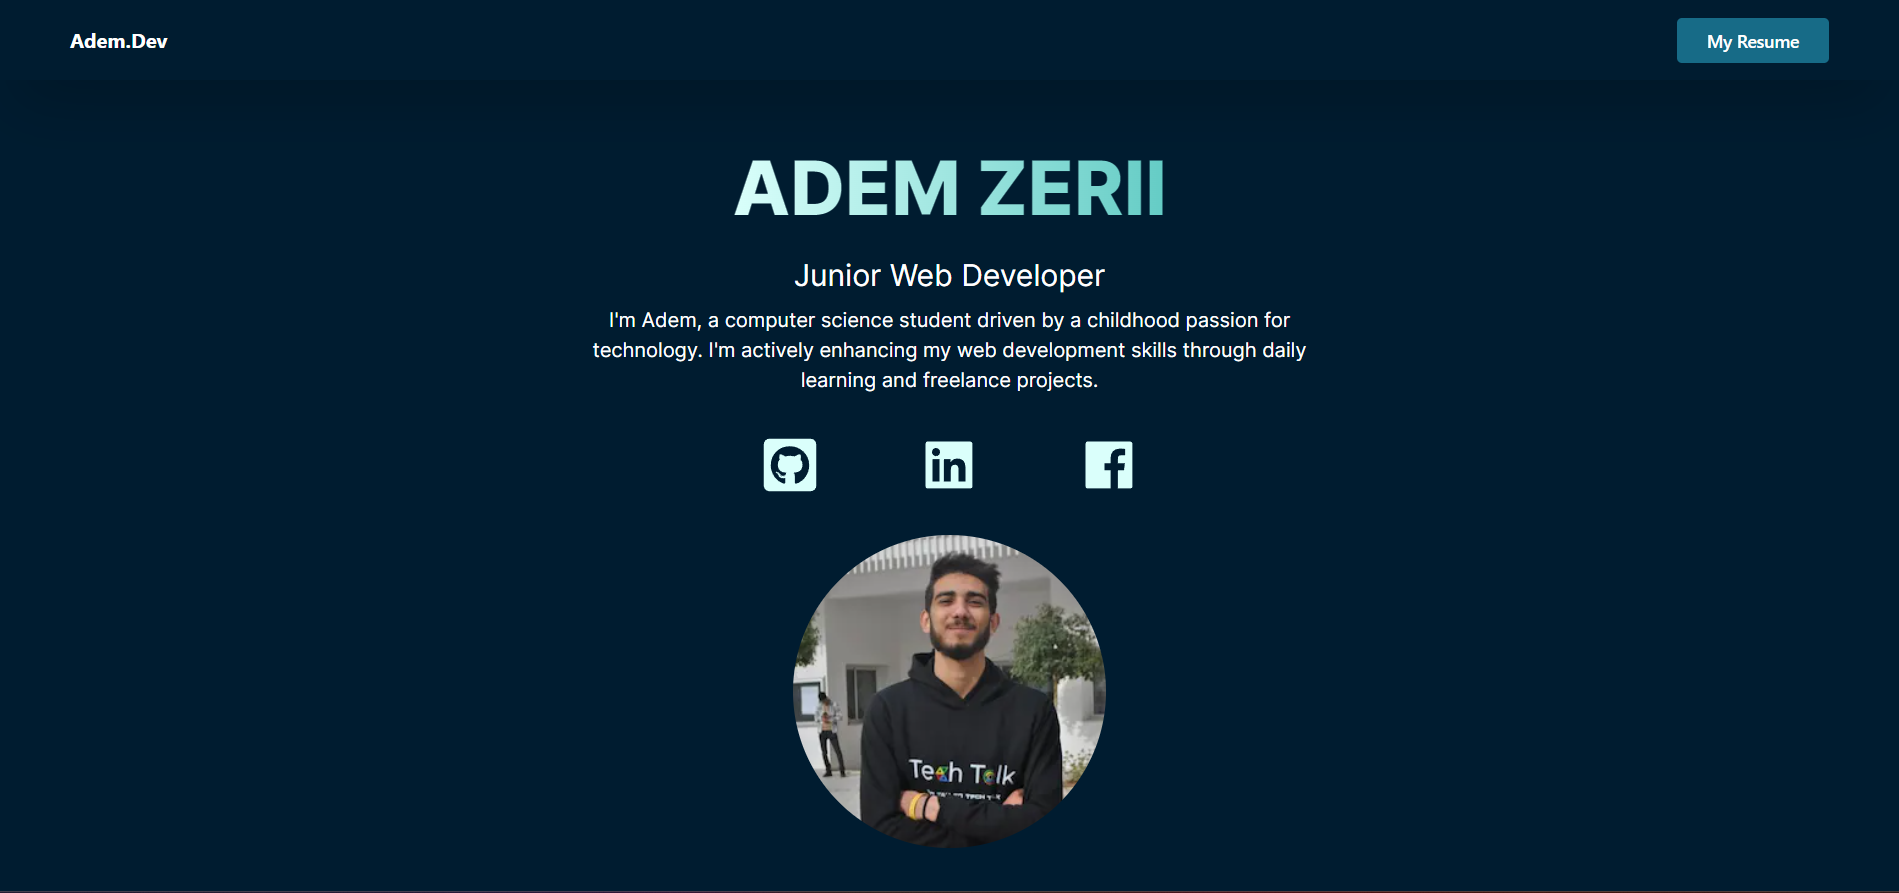 Adem.Dev
My Resume
ADEM ZERII
Junior Web Developer
I'm Adem, a computer science student driven by a childhood passion for
technology. I'm actively enhancing my web development skills through daily
learning and freelance projects.
in
f
Tech Talk